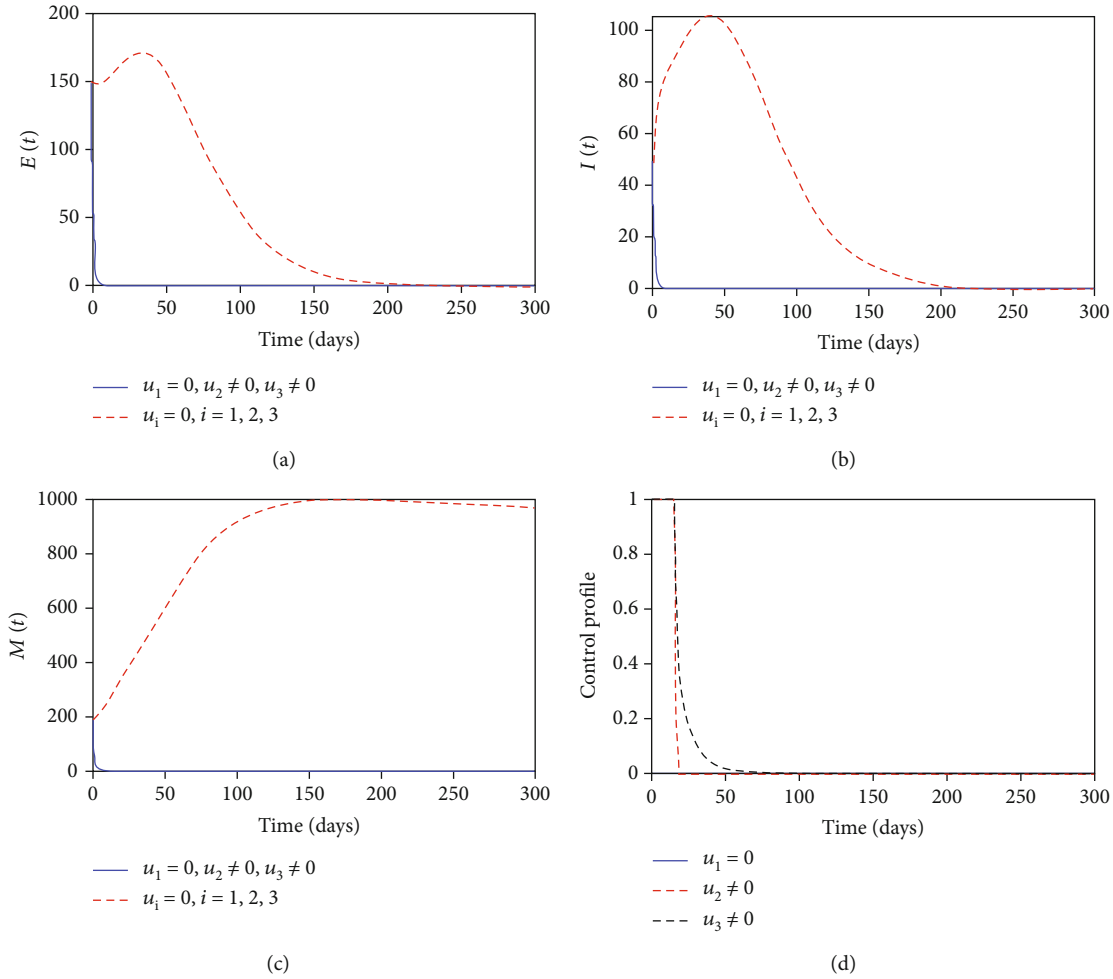 200
150
100
50
0
E (t)
0 50 100 150 200 250 300
Time (days)
u1 = 0, u2 ≠ 0, u3 ≠ 0
ui = 0, i = 1, 2, 3
(a)
100
80
60
40
20
0
I (t)
0 50 100 150 200 250 300
Time (days)
u1 = 0, u2 ≠ 0, u3 ≠ 0
ui = 0, i = 1, 2, 3
(b)
1000
800
600
400
200
0
M (t)
0 50 100 150 200 250 300
Time (days)
u1 = 0, u2 ≠ 0, u3 ≠ 0
ui = 0, i = 1, 2, 3
(c)
1
0.8
0.6
0.4
0.2
0
Control profile
0 50 100 150 200 250 300
Time (days)
u1 = 0
u2 ≠ 0
u3 ≠ 0
(d)